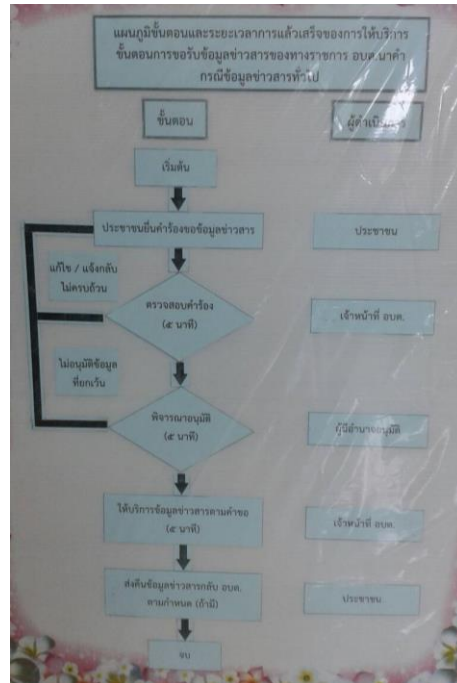 แผนภูมิขั้นตอนและระยะเวลาการแล้วเสร็จของการให้บริการ
ขั้นตอนการขอรับข้อมูลข่าวสารของทางราชการ อบต.นาคำ
กรณีข้อมูลข่าวสารทั่วไป
ขั้นตอน
ผู้ดำเนินการ
เริ่มต้น
ประชาชนยื่นคำร้องขอข้อมูลข่าวสาร
ประชาชน
แก้ไข / แจ้งกลับ
ไม่ครบถ้วน
ตรวจสอบคำร้อง
(๕ นาที)
เจ้าหน้าที่ อบต.
ไม่อนุมัติข้อมูล
ที่ยกเว้น
พิจารณาอนุมัติ
(๕ นาที)
ผู้มีอำนาจอนุมัติ
ให้บริการข้อมูลข่าวสารตามคำขอ
(๕ นาที)
เจ้าหน้าที่ อบต.
ส่งคืนข้อมูลข่าวสารกลับ อบต.
ตามกำหนด (ถ้ามี)
ประชาชน
จบ